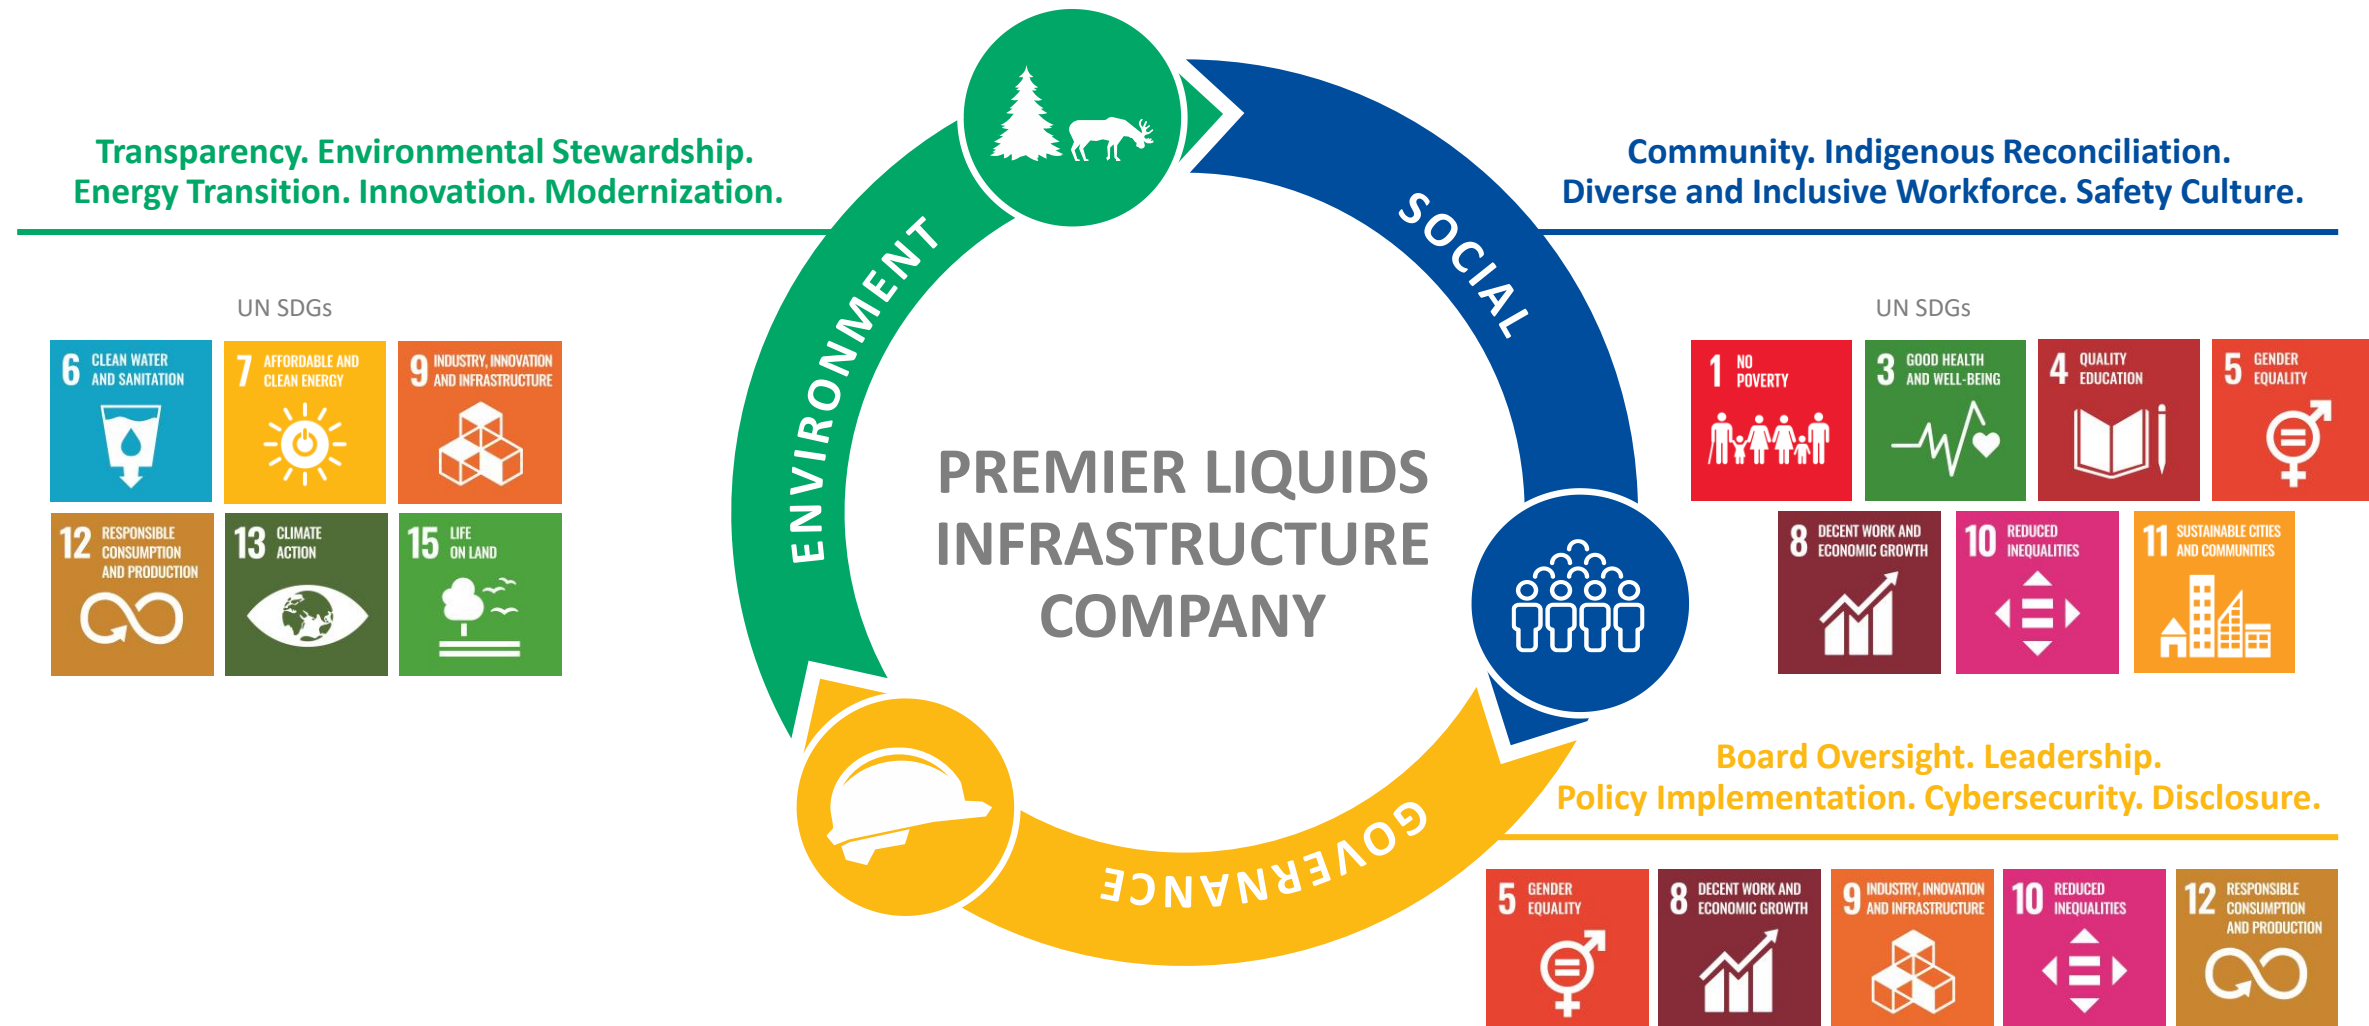 Transparency. Environmental Stewardship.
Energy Transition. Innovation. Modernization.
UN SDGs
6 CLEAN WATER
AND SANITATION
7 AFFORDABLE AND
CLEAN ENERGY
9 INDUSTRY, INNOVATION
AND INFRASTRUCTURE
12 RESPONSIBLE
CONSUMPTION
AND PRODUCTION
13 CLIMATE
ACTION
15 LIFE
ON LAND
ENVIRONMENT
SOCIAL
GOVERNANCE
PREMIER LIQUIDS
INFRASTRUCTURE
COMPANY
Community. Indigenous Reconciliation.
Diverse and Inclusive Workforce. Safety Culture.
UN SDGs
1 NO
POVERTY
3 GOOD HEALTH
AND WELL-BEING
4 QUALITY
EDUCATION
5 GENDER
EQUALITY
8 DECENT WORK AND
ECONOMIC GROWTH
10 REDUCED
INEQUALITIES
11 SUSTAINABLE CITIES
AND COMMUNITIES
Board Oversight. Leadership.
Policy Implementation. Cybersecurity. Disclosure.
5 GENDER
EQUALITY
8 DECENT WORK AND
ECONOMIC GROWTH
9 INDUSTRY, INNOVATION
AND INFRASTRUCTURE
10 REDUCED
INEQUALITIES
12 RESPONSIBLE
CONSUMPTION
AND PRODUCTION